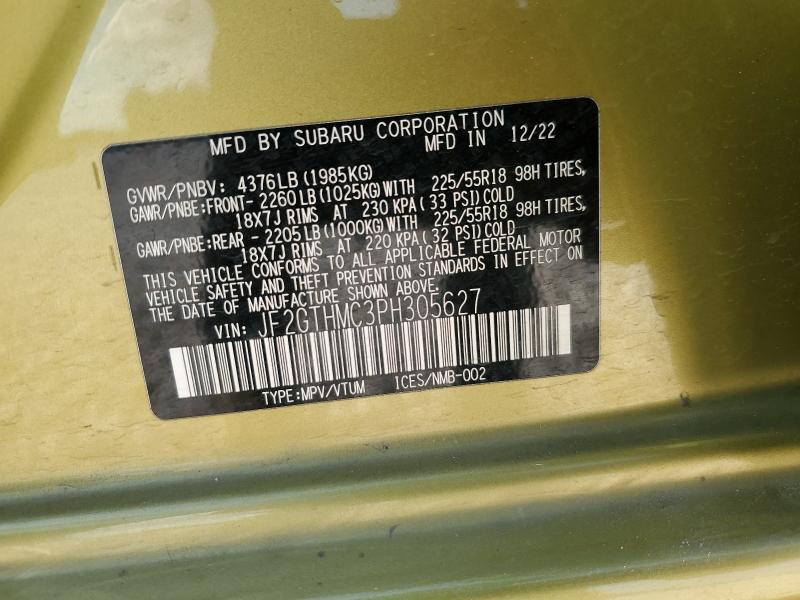 MFD BY SUBARU CORPORATION
MFD IN 12/22
GVWR/PNBV: 4376LB (1985KG)
GAWR/PNBE:FRONT- 2260 LB (1025KG) WITH 225/55R18 98H TIRES,
18X7J RIMS AT 230 KPA ( 33 PSI) COLD
GAWR/PNBE:REAR - 2205 LB (1000KG) WITH 225/55R18 98H TIRES,
18X7J RIMS AT 220 KPA ( 32 PSI) COLD
THIS VEHICLE CONFORMS TO ALL APPLICABLE FEDERAL MOTOR
VEHICLE SAFETY AND THEFT PREVENTION STANDARDS IN EFFECT ON
THE DATE OF MANUFACTURE SHOWN ABOVE.
VIN: JF2GTHMC3PH305627
TYPE:MPV/VTUM ICES/NMB-002